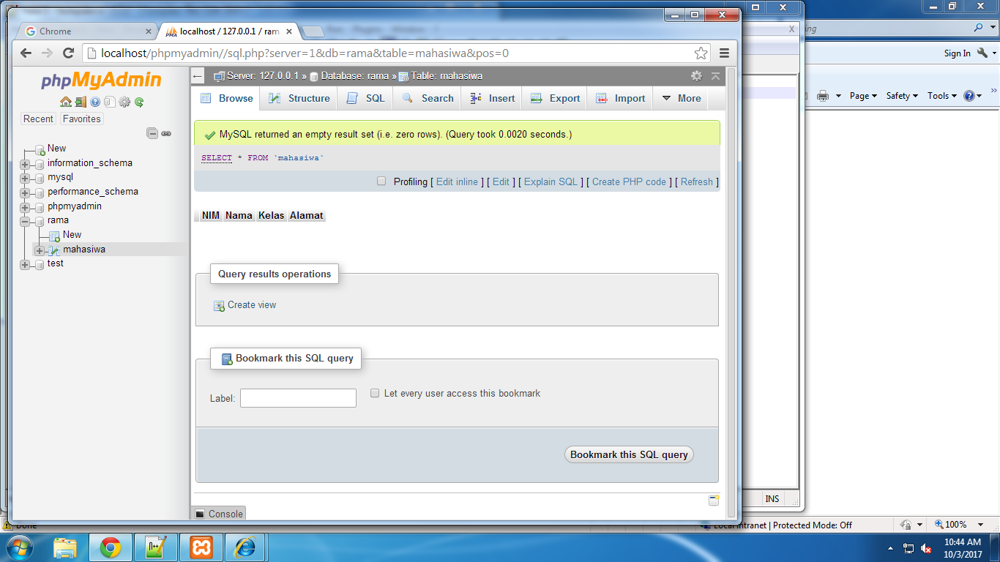 Chrome
localhost / 127.0.0.1 / ram
localhost/phpmyadmin//sql.php?server=1&db=rama&table=mahasiwa&pos=0
phpMyAdmin
Recent Favorites
New
information_schema
mysql
performance_schema
phpmyadmin
rama
New
mahasiwa
test
Server: 127.0.0.1 » Database: rama » Table: mahasiwa
Browse Structure SQL Search Insert Export Import More
MySQL returned an empty result set (i.e. zero rows). (Query took 0.0020 seconds.)
SELECT * FROM `mahasiwa`
Profiling [ Edit inline ] [ Edit ] [ Explain SQL ] [ Create PHP code ] [ Refresh ]
NIM Nama Kelas Alamat
Query results operations
Create view
Bookmark this SQL query
Label:
Let every user access this bookmark
Bookmark this SQL query
Console
Sign In
Page Safety Tools
INS
Done
Local intranet | Protected Mode: Off
100%
10:44 AM
10/3/2017